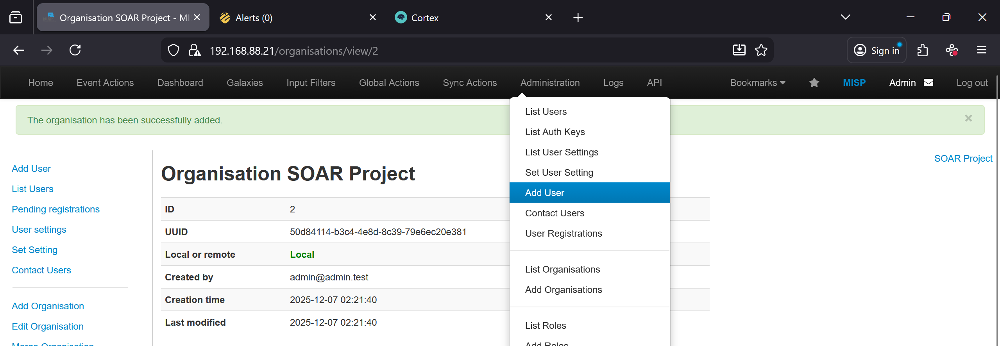 Organisation SOAR Project - MI
Alerts (0)
Cortex
192.168.88.21/organisations/view/2
Sign in
Home
Event Actions
Dashboard
Galaxies
Input Filters
Global Actions
Sync Actions
Administration
Logs
API
Bookmarks
MISP
Admin
Log out
The organisation has been successfully added.
List Users
List Auth Keys
List User Settings
Set User Setting
Add User
Contact Users
User Registrations
List Organisations
Add Organisations
List Roles
Add Roles
Add User
List Users
Pending registrations
User settings
Set Setting
Contact Users
Add Organisation
Edit Organisation
Merge Organisation
SOAR Project
Organisation SOAR Project
ID 2
UUID 50d84114-b3c4-4e8d-8c39-79e6ec20e381
Local or remote Local
Created by admin@admin.test
Creation time 2025-12-07 02:21:40
Last modified 2025-12-07 02:21:40